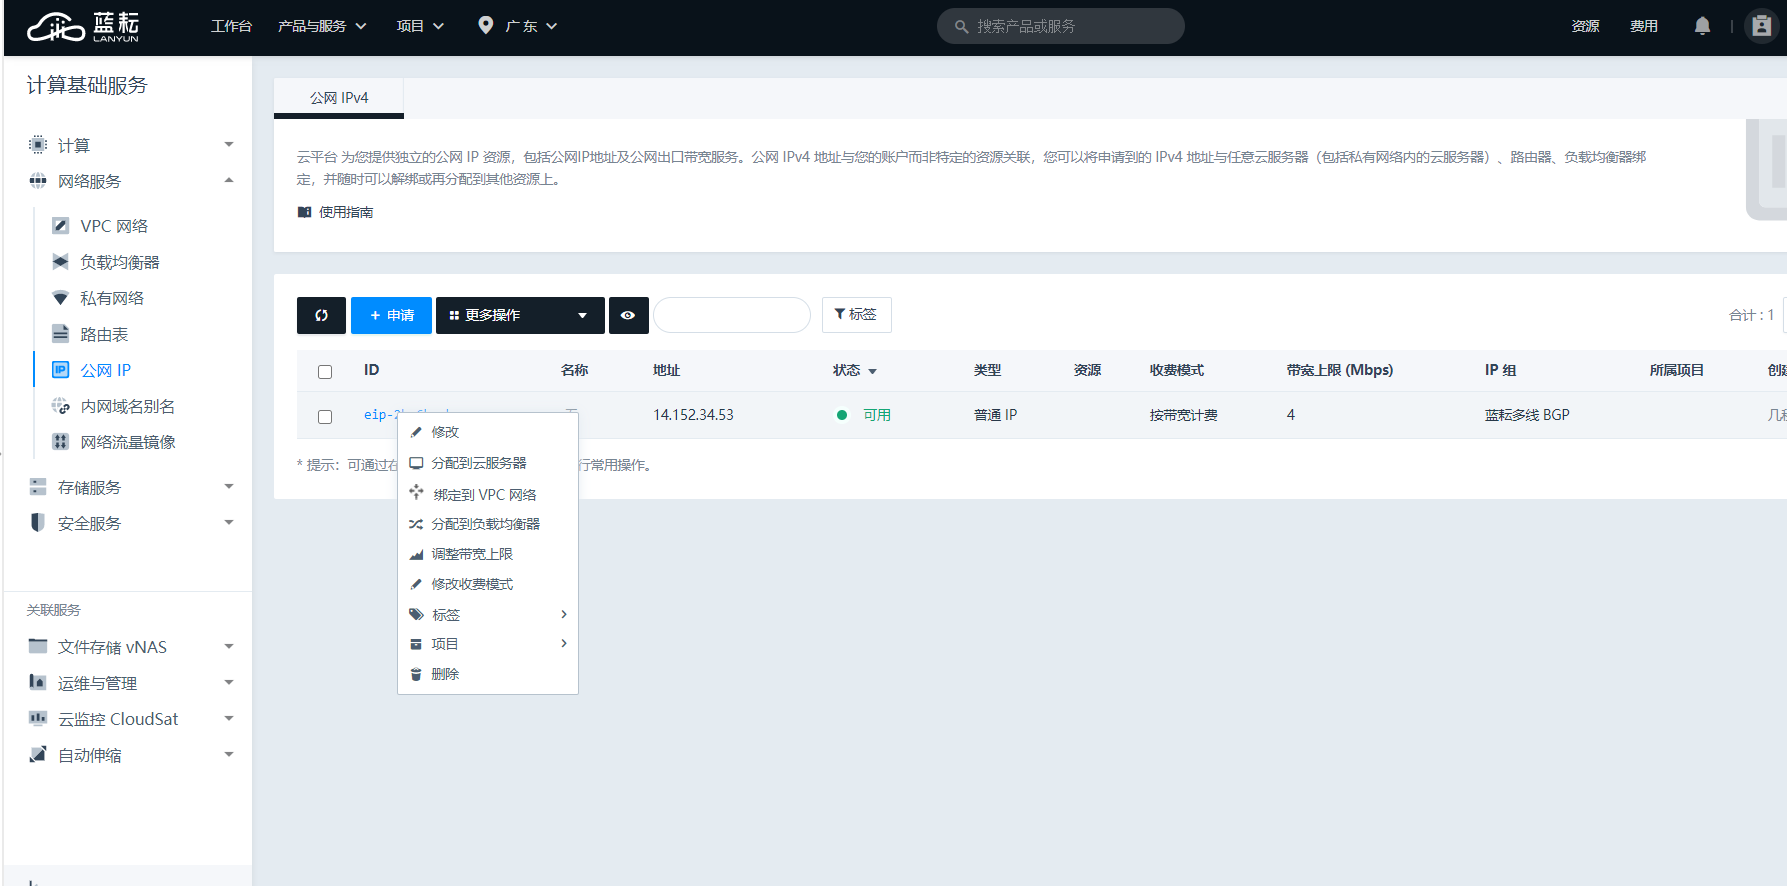 蓝耘
LANYUN
工作台
产品与服务
项目
广东
搜索产品或服务
资源
费用
计算基础服务
计算
网络服务
VPC 网络
负载均衡器
私有网络
路由表
公网 IP
内网域名别名
网络流量镜像
存储服务
安全服务
关联服务
文件存储 vNAS
运维与管理
云监控 CloudSat
自动伸缩
公网 IPv4
云平台 为您提供独立的公网 IP 资源，包括公网IP地址及公网出口带宽服务。公网 IPv4 地址与您的账户而非特定的资源关联，您可以将申请到的 IPv4 地址与任意云服务器（包括私有网络内的云服务器）、路由器、负载均衡器绑
定，并随时可以解绑或再分配到其他资源上。
使用指南
+ 申请
更多操作
标签
合计 : 1
ID 名称 地址 状态 类型 资源 收费模式 带宽上限 (Mbps) IP 组 所属项目
14.152.34.53 可用 普通 IP 按带宽计费 4 蓝耘多线 BGP
* 提示：可通过 行常用操作。
修改
分配到云服务器
绑定到 VPC 网络
分配到负载均衡器
调整带宽上限
修改收费模式
标签
项目
删除